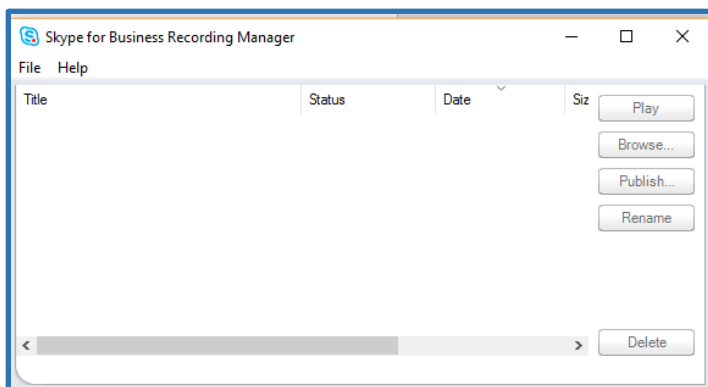 Skype for Business Recording Manager
File Help
Title Status Date Siz
Play
Browse...
Publish...
Rename
Delete